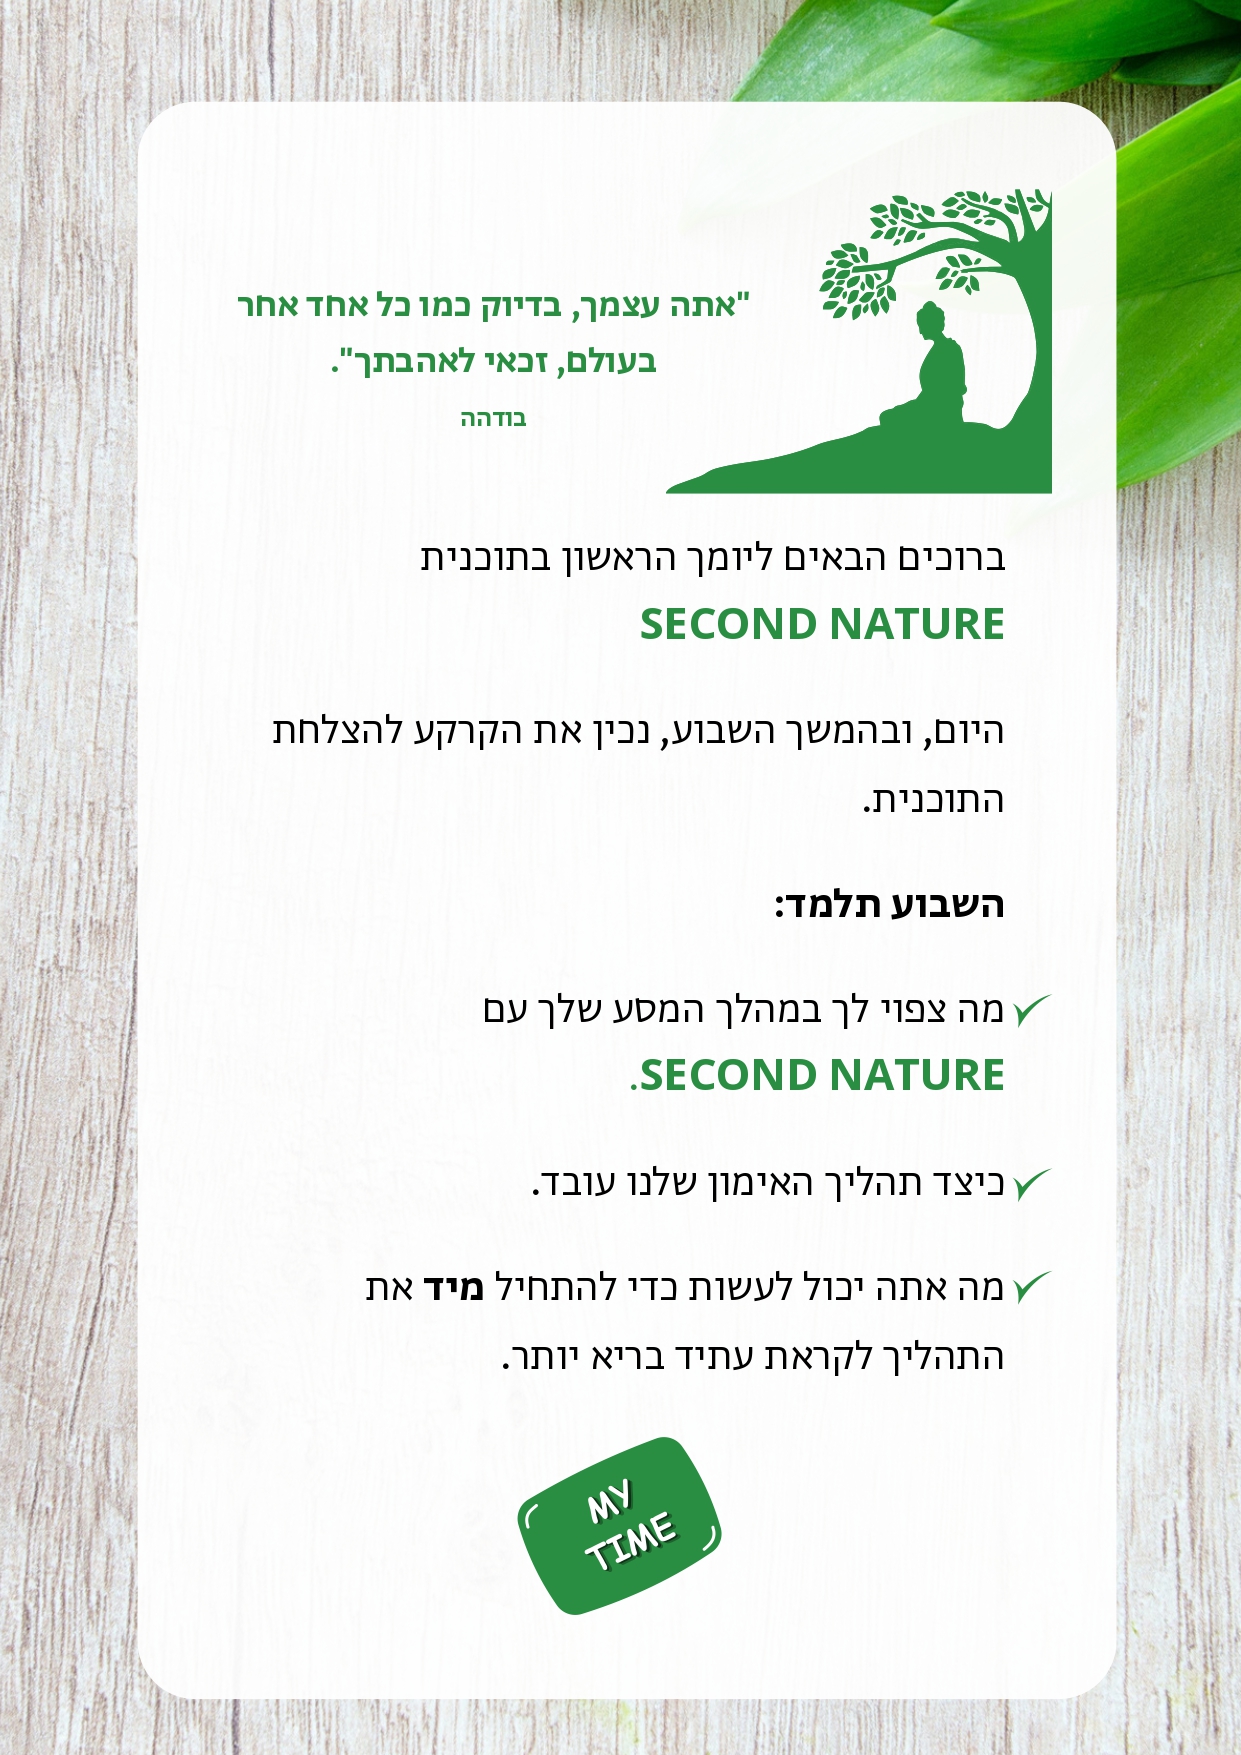 "אתה עצמך, בדיוק כמו כל אחד אחר
בעולם, זכאי לאהבתך".
בודהה
ברוכים הבאים ליומך הראשון בתוכנית
SECOND NATURE
היום, ובהמשך השבוע, נכין את הקרקע להצלחת
התוכנית.
השבוע תלמד:
מה צפוי לך במהלך המסע שלך עם
SECOND NATURE.
כיצד תהליך האימון שלנו עובד.
מה אתה יכול לעשות כדי להתחיל מיד את
התהליך לקראת עתיד בריא יותר.
MY
TIME